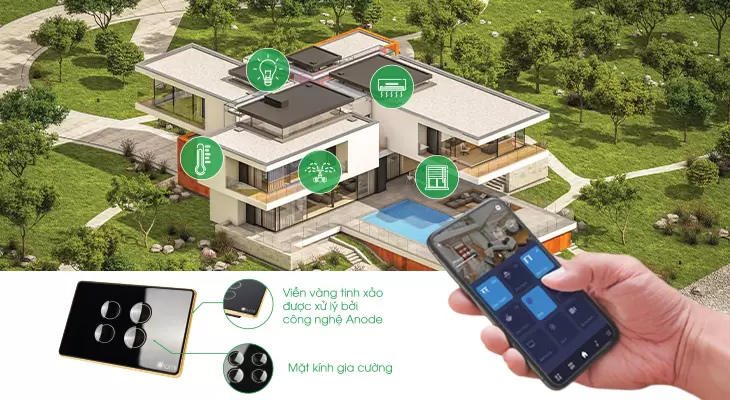 Viền vàng tinh xảo
được xử lý bởi
công nghệ Anode
Mặt kính gia cường